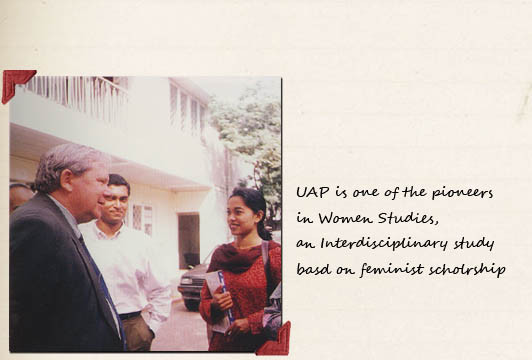 UAP is one of the pioneers
in Women Studies,
an Interdisciplinary study
basd on feminist scholrship